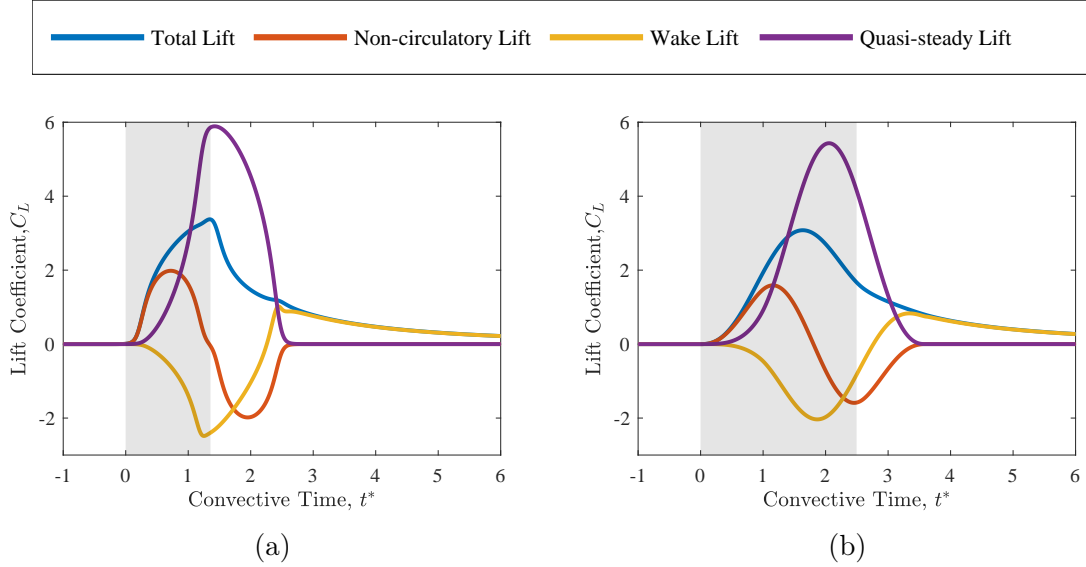 Total Lift Non-circulatory Lift Wake Lift Quasi-steady Lift
6
4
2
0
-2
Lift Coefficient,C_L
-1 0 1 2 3 4 5 6
Convective Time, t*
(a)
6
4
2
0
-2
Lift Coefficient,C_L
-1 0 1 2 3 4 5 6
Convective Time, t*
(b)